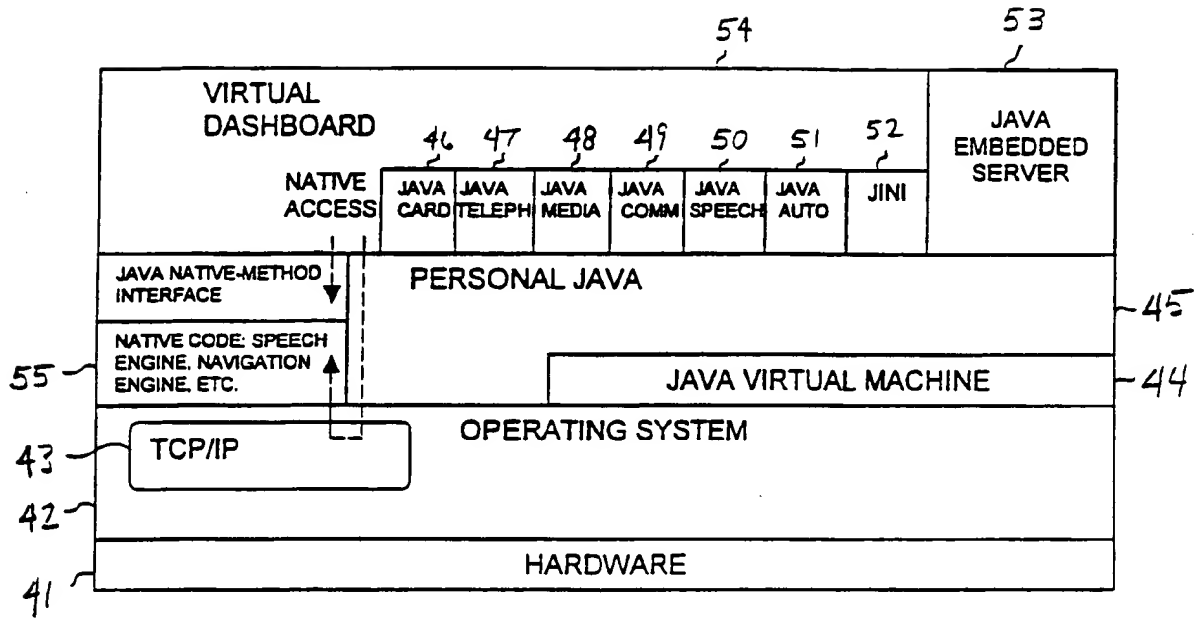 54
53
VIRTUAL
DASHBOARD
JAVA
EMBEDDED
SERVER
46
47
48
49
50
51
52
NATIVE
ACCESS
JAVA
CARD
JAVA
TELEPH
JAVA
MEDIA
JAVA
COMM
JAVA
SPEECH
JAVA
AUTO
JINI
JAVA NATIVE-METHOD
INTERFACE
PERSONAL JAVA
45
NATIVE CODE: SPEECH
ENGINE, NAVIGATION
ENGINE, ETC.
55
JAVA VIRTUAL MACHINE
44
OPERATING SYSTEM
43
TCP/IP
42
HARDWARE
41